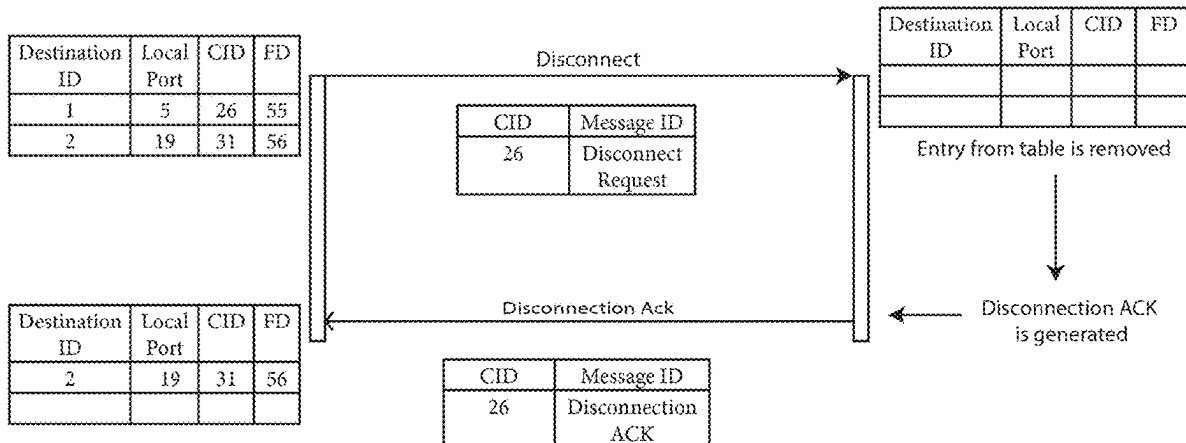 Destination ID Local Port CID FD
1 5 26 55
2 19 31 56
Disconnect
CID Message ID
26 Disconnect Request
Destination ID Local Port CID FD
Entry from table is removed
Disconnection ACK is generated
Disconnection Ack
Destination ID Local Port CID FD
2 19 31 56
CID Message ID
26 Disconnection ACK